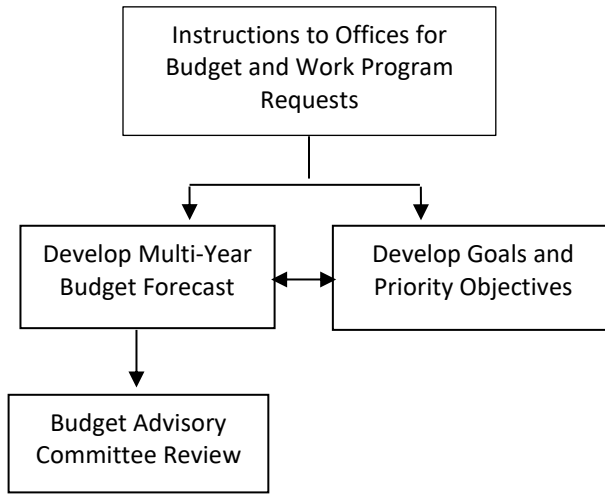 Instructions to Offices for
Budget and Work Program
Requests
Develop Multi-Year
Budget Forecast
Develop Goals and
Priority Objectives
Budget Advisory
Committee Review